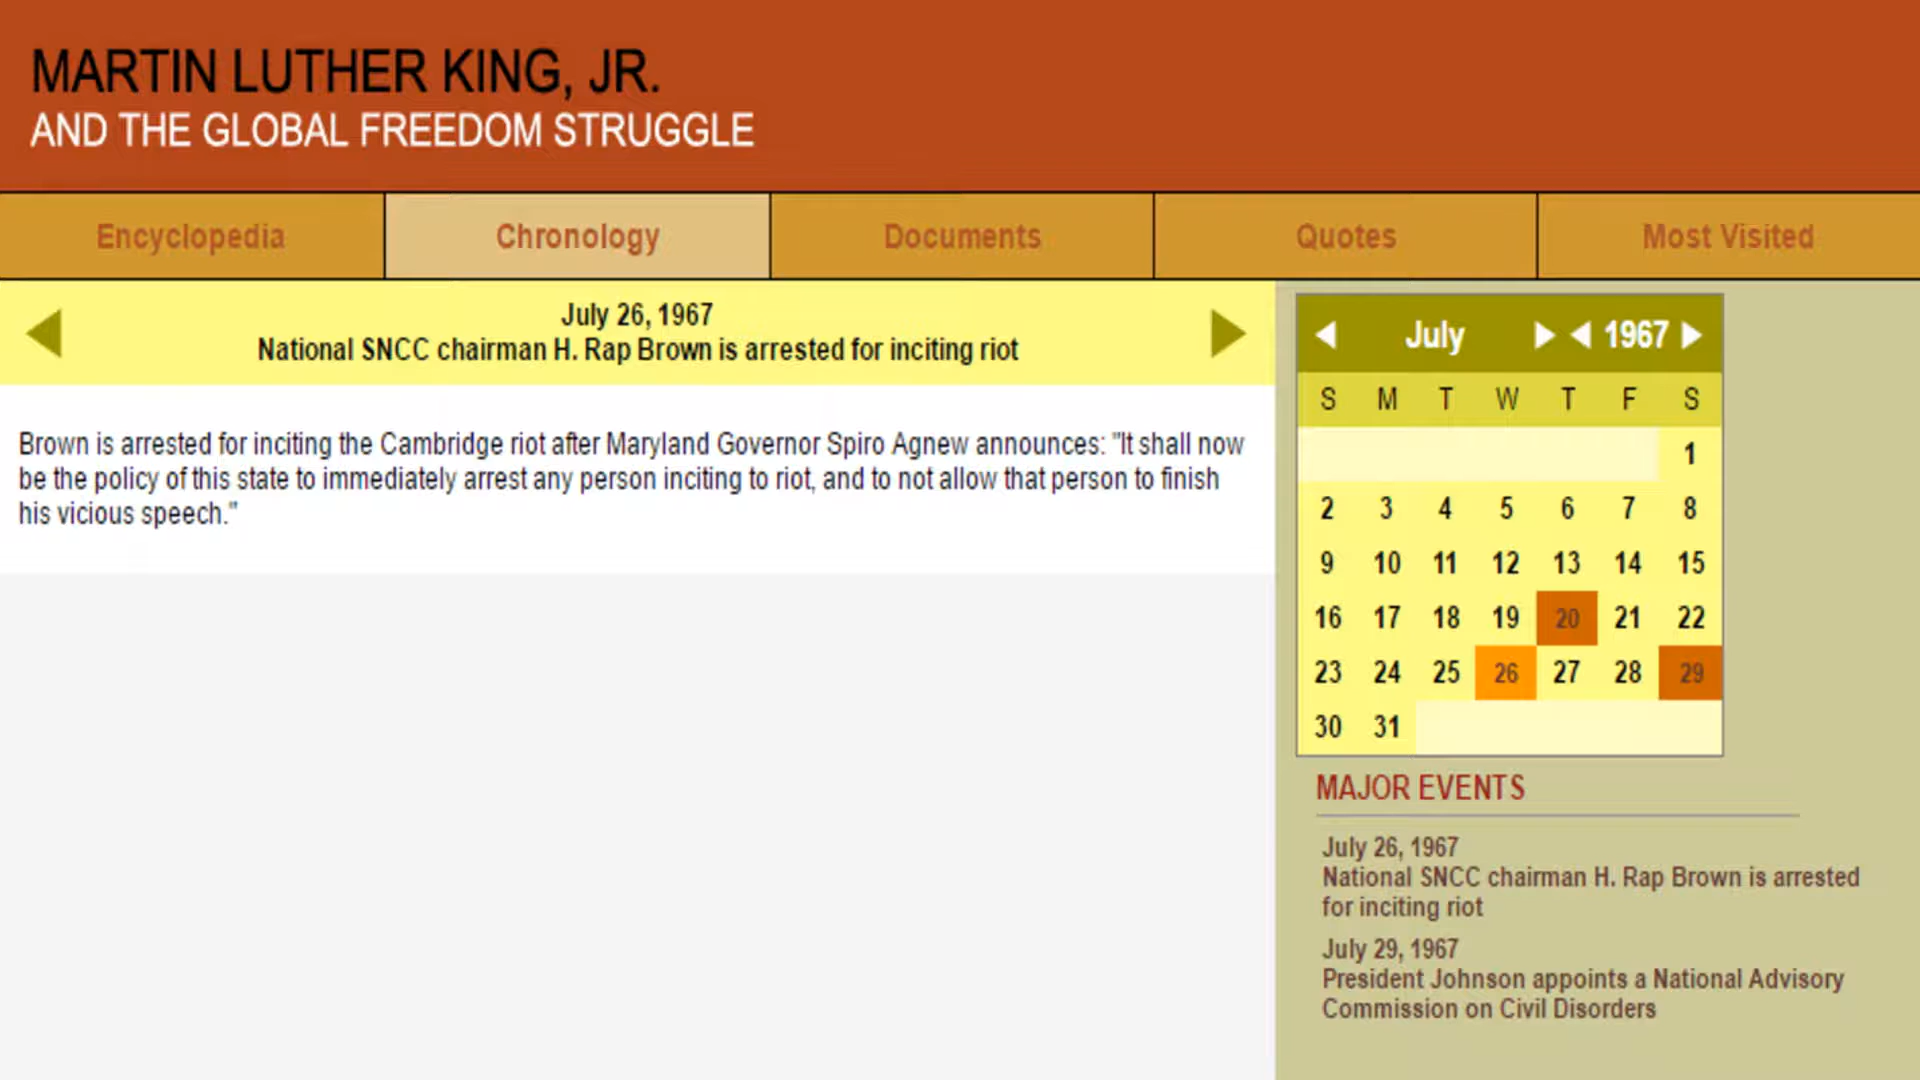 MARTIN LUTHER KING, JR.
AND THE GLOBAL FREEDOM STRUGGLE
Encyclopedia
Chronology
Documents
Quotes
Most Visited
July 26, 1967
National SNCC chairman H. Rap Brown is arrested for inciting riot
Brown is arrested for inciting the Cambridge riot after Maryland Governor Spiro Agnew announces: "It shall now
be the policy of this state to immediately arrest any person inciting to riot, and to not allow that person to finish
his vicious speech."
July 1967
S M T W T F S
1
2 3 4 5 6 7 8
9 10 11 12 13 14 15
16 17 18 19 20 21 22
23 24 25 26 27 28 29
30 31
MAJOR EVENTS
July 26, 1967
National SNCC chairman H. Rap Brown is arrested
for inciting riot
July 29, 1967
President Johnson appoints a National Advisory
Commission on Civil Disorders